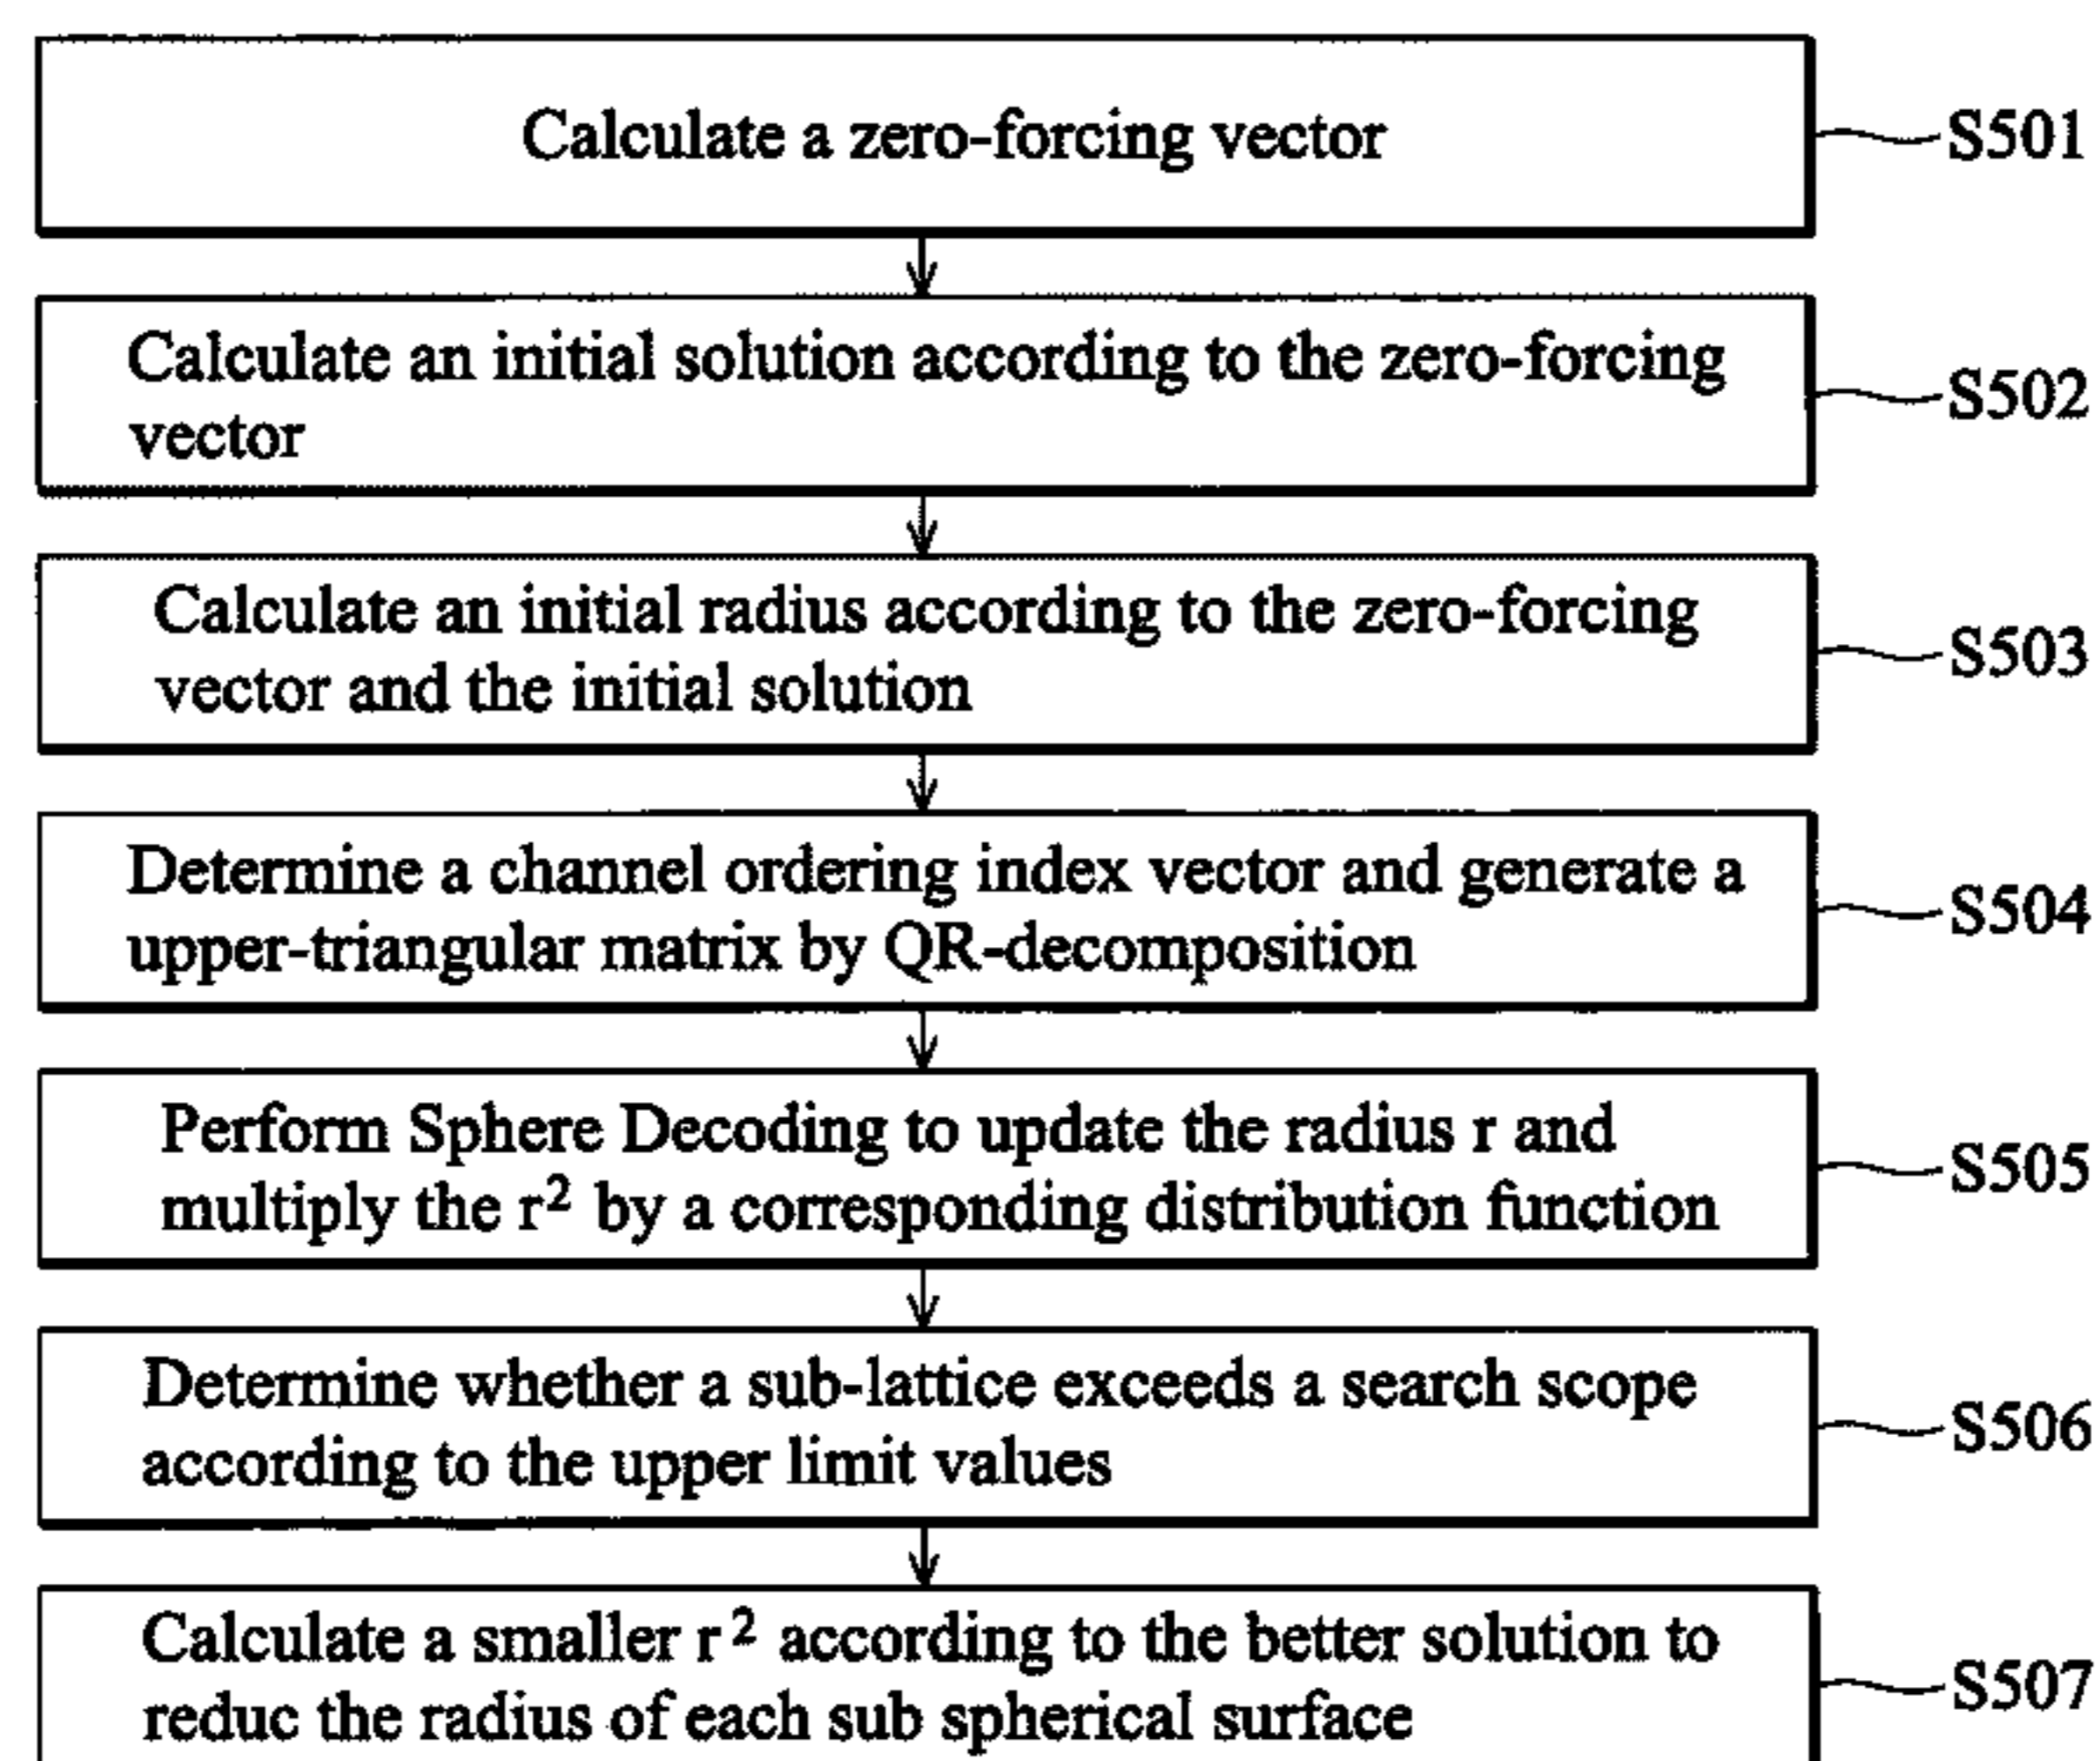 Calculate a zero-forcing vector
S501
Calculate an initial solution according to the zero-forcing
vector
S502
Calculate an initial radius according to the zero-forcing
vector and the initial solution
S503
Determine a channel ordering index vector and generate a
upper-triangular matrix by QR-decomposition
S504
Perform Sphere Decoding to update the radius r and
multiply the r² by a corresponding distribution function
S505
Determine whether a sub-lattice exceeds a search scope
according to the upper limit values
S506
Calculate a smaller r² according to the better solution to
reduc the radius of each sub spherical surface
S507